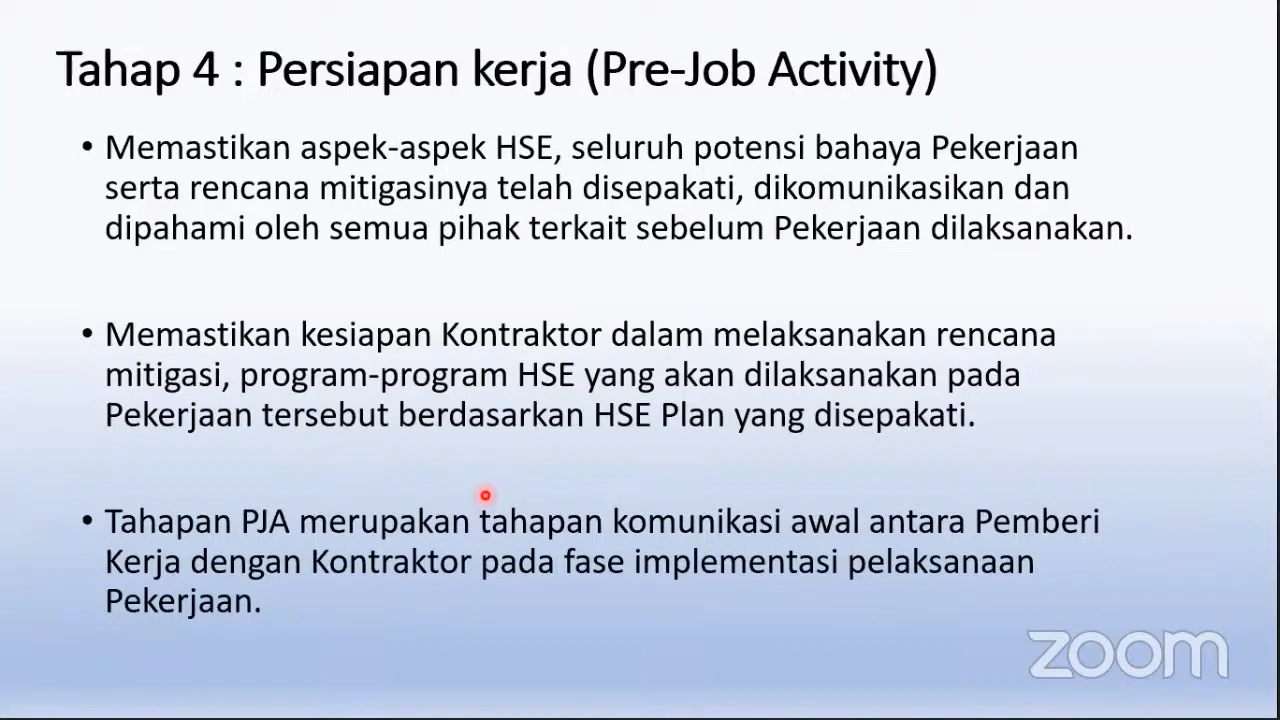 Tahap 4 : Persiapan kerja (Pre-Job Activity)
• Memastikan aspek-aspek HSE, seluruh potensi bahaya Pekerjaan
serta rencana mitigasinya telah disepakati, dikomunikasikan dan
dipahami oleh semua pihak terkait sebelum Pekerjaan dilaksanakan.
• Memastikan kesiapan Kontraktor dalam melaksanakan rencana
mitigasi, program-program HSE yang akan dilaksanakan pada
Pekerjaan tersebut berdasarkan HSE Plan yang disepakati.
• Tahapan PJA merupakan tahapan komunikasi awal antara Pemberi
Kerja dengan Kontraktor pada fase implementasi pelaksanaan
Pekerjaan.
zoom